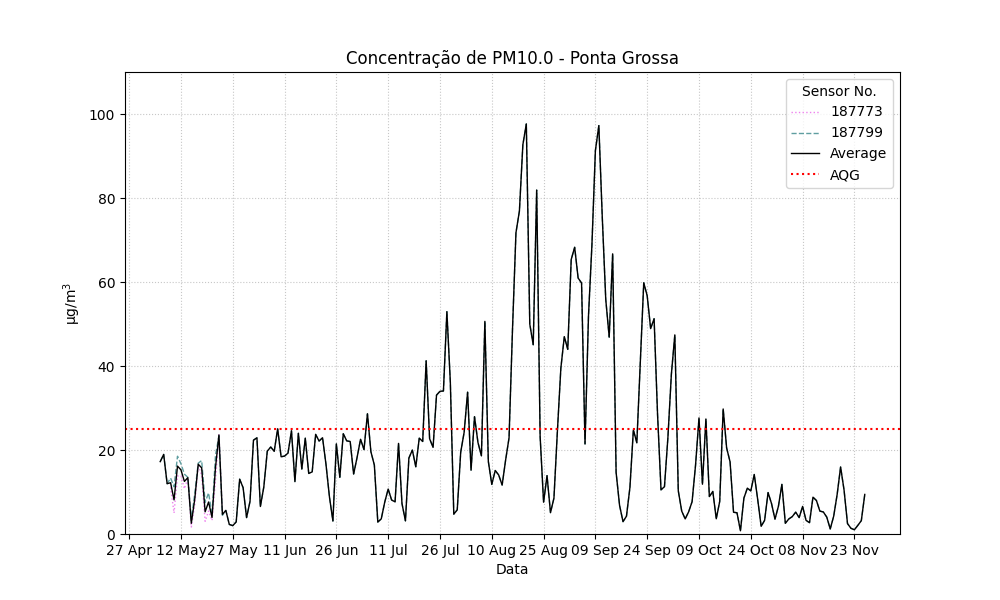 Concentração de PM10.0 - Ponta Grossa
Sensor No.
187773
187799
Average
AQG
100
80
60
40
20
0
µg/m³
27 Apr 12 May 27 May 11 Jun 26 Jun 11 Jul 26 Jul 10 Aug 25 Aug 09 Sep 24 Sep 09 Oct 24 Oct 08 Nov 23 Nov
Data